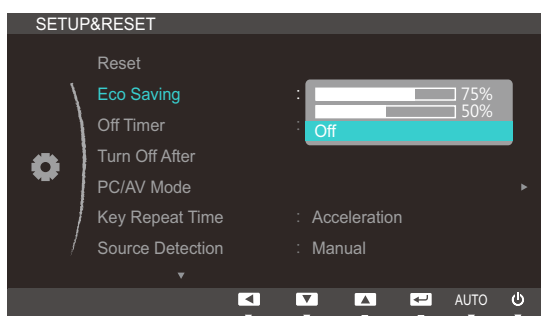 SETUP&RESET
Reset
Eco Saving : 75%
50%
Off Timer : Off
Turn Off After
PC/AV Mode
Key Repeat Time : Acceleration
Source Detection : Manual
AUTO